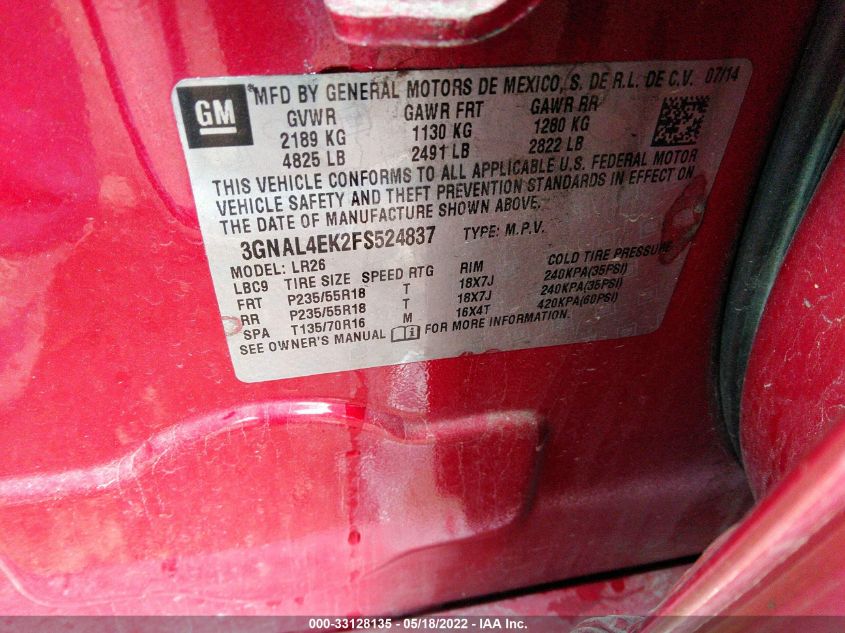 GM
*MFD BY GENERAL MOTORS DE MEXICO, S. DE R.L. DE C.V. 07/14
GVWR GAWR FRT GAWR RR
2189 KG 1130 KG 1280 KG
4825 LB 2491 LB 2822 LB
THIS VEHICLE CONFORMS TO ALL APPLICABLE U.S. FEDERAL MOTOR
VEHICLE SAFETY AND THEFT PREVENTION STANDARDS IN EFFECT ON
THE DATE OF MANUFACTURE SHOWN ABOVE.
3GNAL4EK2FS524837 TYPE: M.P.V.
MODEL: LR26
LBC9 TIRE SIZE SPEED RTG RIM COLD TIRE PRESSURE
FRT P235/55R18 T 18X7J 240KPA(35PSI)
RR P235/55R18 T 18X7J 240KPA(35PSI)
SPA T135/70R16 M 16X4T 420KPA(60PSI)
SEE OWNER'S MANUAL FOR MORE INFORMATION.
000-33128135 - 05/18/2022 - IAA Inc.